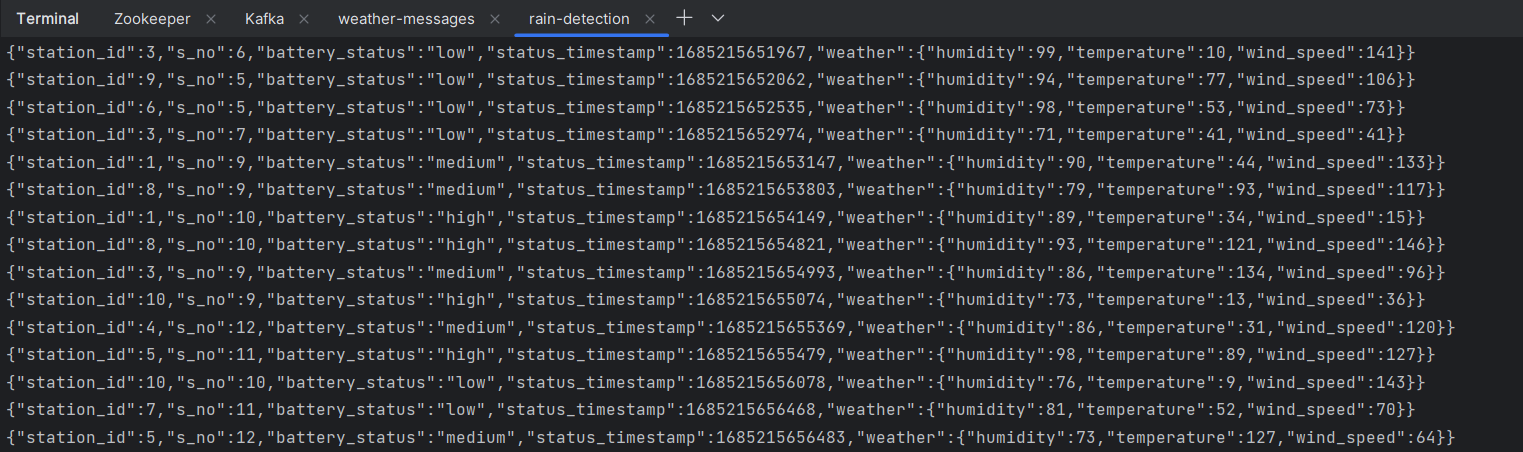 Terminal Zookeeper × Kafka × weather-messages × rain-detection × +
{"station_id":3,"s_no":6,"battery_status":"low","status_timestamp":1685215651967,"weather":{"humidity":99,"temperature":10,"wind_speed":141}}
{"station_id":9,"s_no":5,"battery_status":"low","status_timestamp":1685215652062,"weather":{"humidity":94,"temperature":77,"wind_speed":106}}
{"station_id":6,"s_no":5,"battery_status":"low","status_timestamp":1685215652535,"weather":{"humidity":98,"temperature":53,"wind_speed":73}}
{"station_id":3,"s_no":7,"battery_status":"low","status_timestamp":1685215652974,"weather":{"humidity":71,"temperature":41,"wind_speed":41}}
{"station_id":1,"s_no":9,"battery_status":"medium","status_timestamp":1685215653147,"weather":{"humidity":90,"temperature":44,"wind_speed":133}}
{"station_id":8,"s_no":9,"battery_status":"medium","status_timestamp":1685215653803,"weather":{"humidity":79,"temperature":93,"wind_speed":117}}
{"station_id":1,"s_no":10,"battery_status":"high","status_timestamp":1685215654149,"weather":{"humidity":89,"temperature":34,"wind_speed":15}}
{"station_id":8,"s_no":10,"battery_status":"high","status_timestamp":1685215654821,"weather":{"humidity":93,"temperature":121,"wind_speed":146}}
{"station_id":3,"s_no":9,"battery_status":"medium","status_timestamp":1685215654993,"weather":{"humidity":86,"temperature":134,"wind_speed":96}}
{"station_id":10,"s_no":9,"battery_status":"high","status_timestamp":1685215655074,"weather":{"humidity":73,"temperature":13,"wind_speed":36}}
{"station_id":4,"s_no":12,"battery_status":"medium","status_timestamp":1685215655369,"weather":{"humidity":86,"temperature":31,"wind_speed":120}}
{"station_id":5,"s_no":11,"battery_status":"high","status_timestamp":1685215655479,"weather":{"humidity":98,"temperature":89,"wind_speed":127}}
{"station_id":10,"s_no":10,"battery_status":"low","status_timestamp":1685215656078,"weather":{"humidity":76,"temperature":9,"wind_speed":143}}
{"station_id":7,"s_no":11,"battery_status":"low","status_timestamp":1685215656468,"weather":{"humidity":81,"temperature":52,"wind_speed":70}}
{"station_id":5,"s_no":12,"battery_status":"medium","status_timestamp":1685215656483,"weather":{"humidity":73,"temperature":127,"wind_speed":64}}